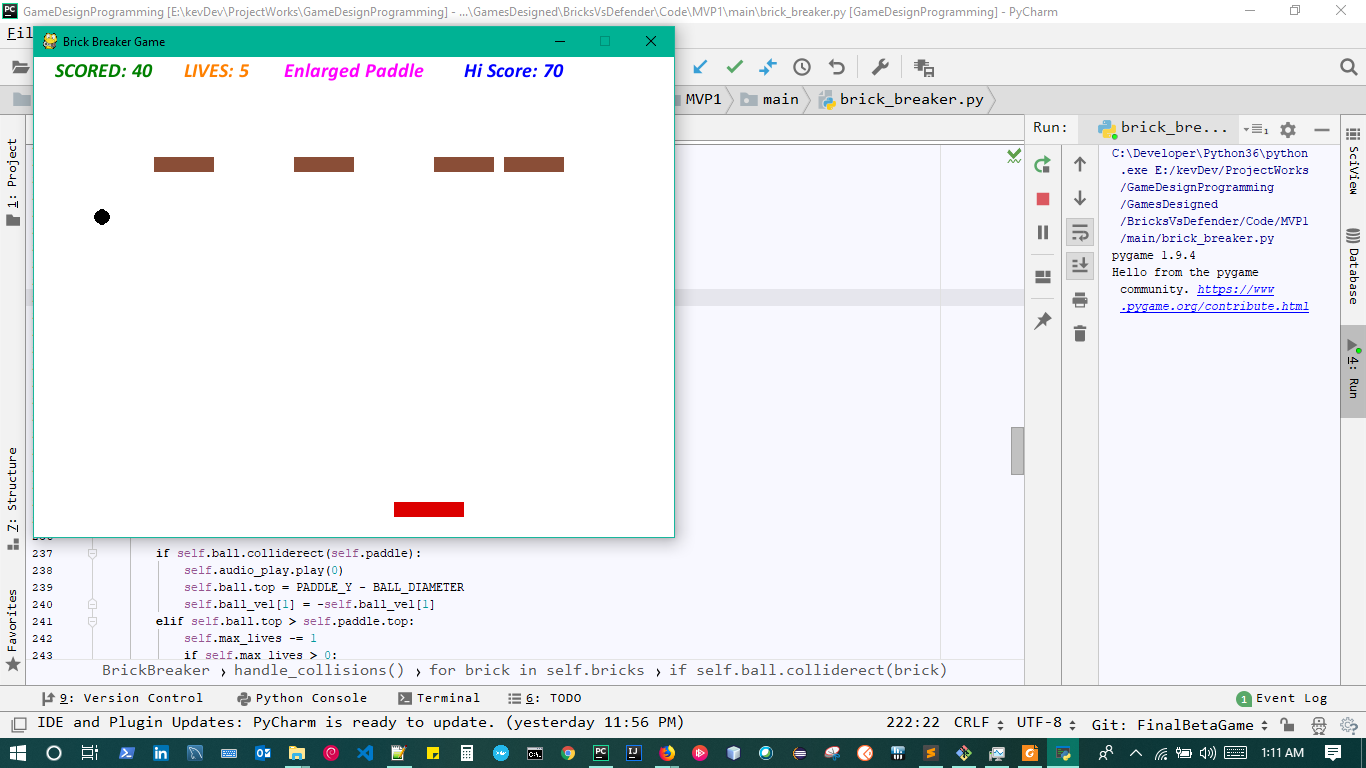 GameDesignProgramming [E:\kevDev\ProjectWorks\GameDesignProgramming] - ...\GamesDesigned\BricksVsDefender\Code\MVP1\main\brick_breaker.py [GameDesignProgramming] - PyCharm
Fil
Brick Breaker Game
SCORED: 40 LIVES: 5 Enlarged Paddle Hi Score: 70
MVP1 main brick_breaker.py
Run: brick_bre...
1: Project
7: Structure
Favorites
C:\Developer\Python36\python
.exe E:/kevDev/ProjectWorks
/GameDesignProgramming
/GamesDesigned
/BricksVsDefender/Code/MVP1
/main/brick_breaker.py
pygame 1.9.4
Hello from the pygame
community. https://www
.pygame.org/contribute.html
SciView
Database
4: Run
237 if self.ball.colliderect(self.paddle):
238 self.audio_play.play(0)
239 self.ball.top = PADDLE_Y - BALL_DIAMETER
240 self.ball_vel[1] = -self.ball_vel[1]
241 elif self.ball.top > self.paddle.top:
242 self.max_lives -= 1
243 if self.max_lives > 0:
BrickBreaker › handle_collisions() › for brick in self.bricks › if self.ball.colliderect(brick)
9: Version Control Python Console Terminal 6: TODO 1 Event Log
IDE and Plugin Updates: PyCharm is ready to update. (yesterday 11:56 PM) 222:22 CRLF UTF-8 Git: FinalBetaGame
1:11 AM